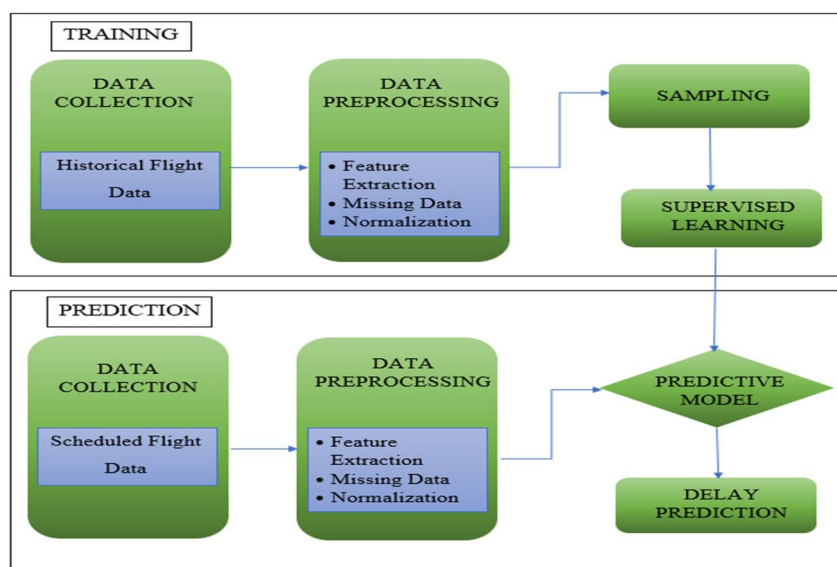 TRAINING
DATA
COLLECTION
Historical Flight
Data
DATA
PREPROCESSING
• Feature
Extraction
• Missing Data
• Normalization
SAMPLING
SUPERVISED
LEARNING
PREDICTION
DATA
COLLECTION
Scheduled Flight
Data
DATA
PREPROCESSING
• Feature
Extraction
• Missing Data
• Normalization
PREDICTIVE
MODEL
DELAY
PREDICTION